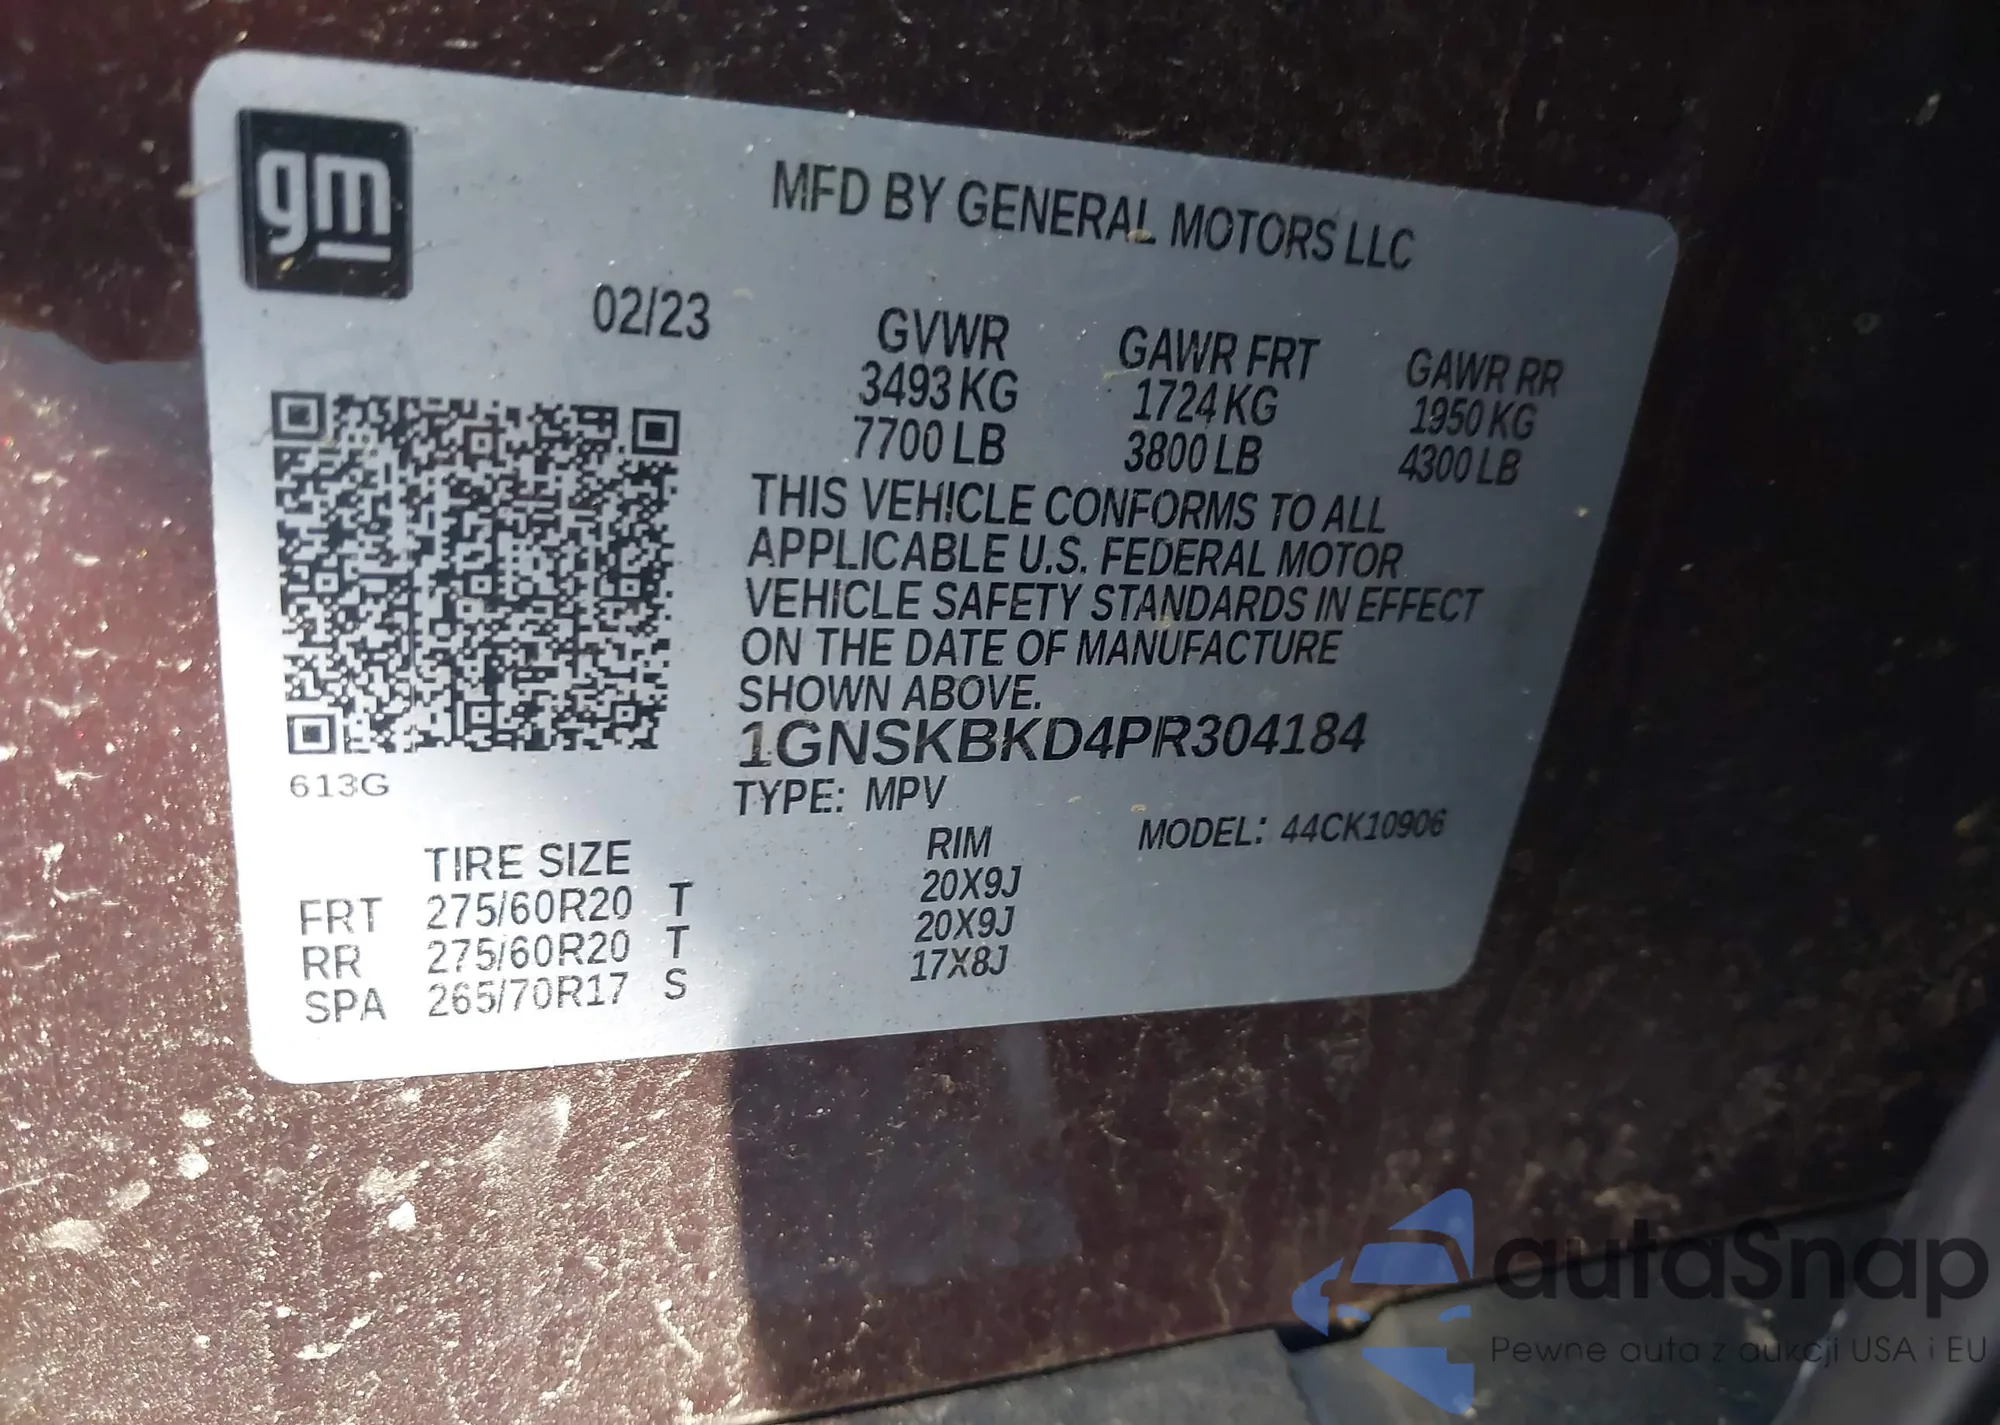 gm
MFD BY GENERAL MOTORS LLC
02/23
GVWR GAWR FRT GAWR RR
3493 KG 1724 KG 1950 KG
7700 LB 3800 LB 4300 LB
THIS VEHICLE CONFORMS TO ALL
APPLICABLE U.S. FEDERAL MOTOR
VEHICLE SAFETY STANDARDS IN EFFECT
ON THE DATE OF MANUFACTURE
SHOWN ABOVE.
1GNSKBKD4PR304184
613G
TYPE: MPV
MODEL: 44CK10906
TIRE SIZE RIM
FRT 275/60R20 T 20X9J
RR 275/60R20 T 20X9J
SPA 265/70R17 S 17X8J
autaSnap
Pewne auta z aukcji USA i EU